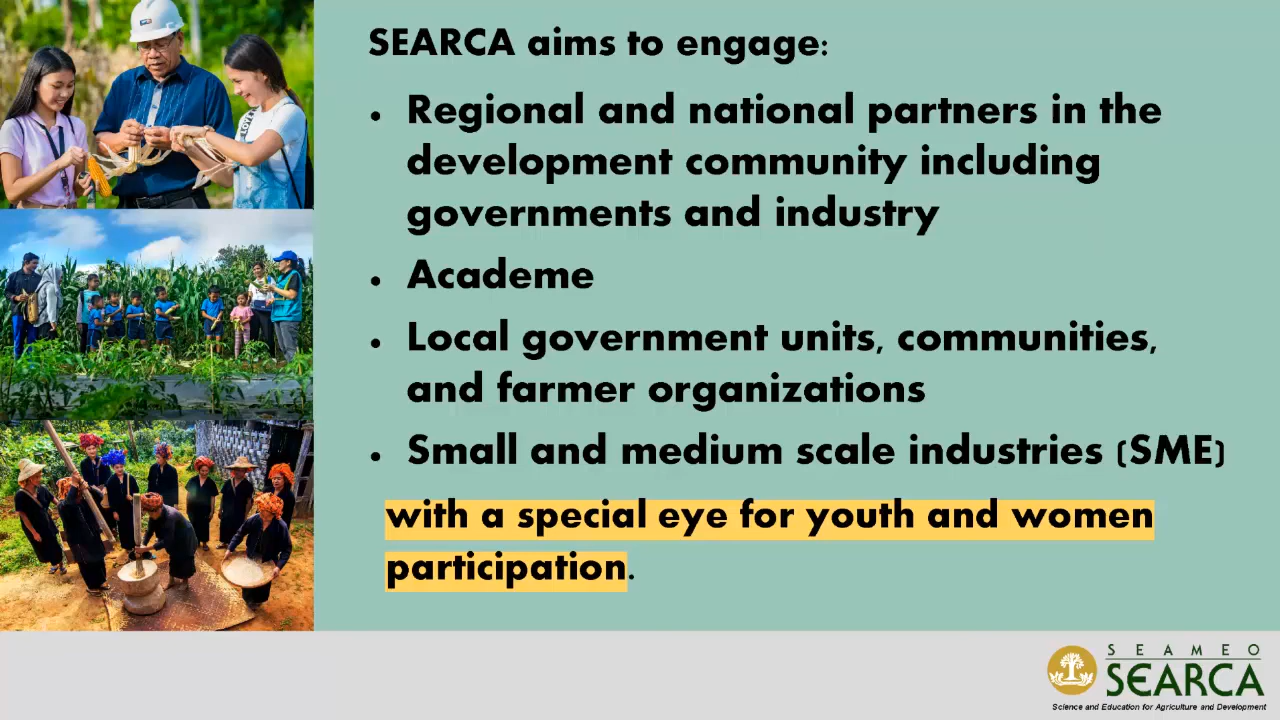 SEARCA aims to engage:
• Regional and national partners in the
development community including
governments and industry
• Academe
• Local government units, communities,
and farmer organizations
• Small and medium scale industries (SME)
with a special eye for youth and women
participation.
SEAMEO
SEARCA
Science and Education for Agriculture and Development